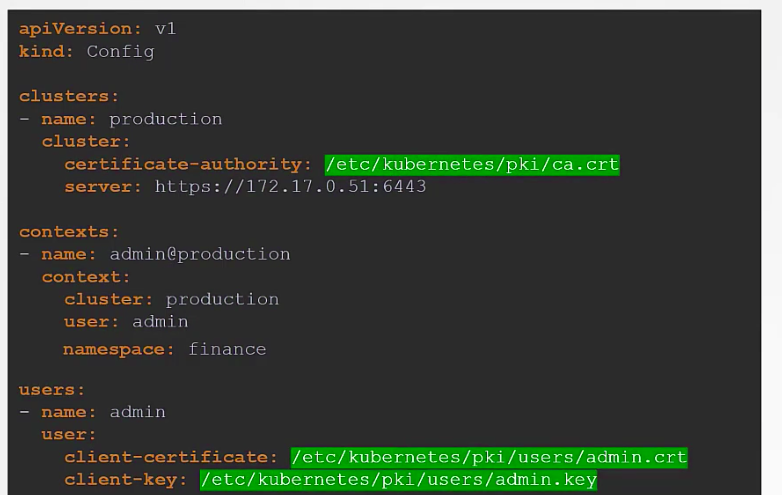 apiVersion: v1
kind: Config
clusters:
- name: production
cluster:
certificate-authority: /etc/kubernetes/pki/ca.crt
server: https://172.17.0.51:6443
contexts:
- name: admin@production
context:
cluster: production
user: admin
namespace: finance
users:
- name: admin
user:
client-certificate: /etc/kubernetes/pki/users/admin.crt
client-key: /etc/kubernetes/pki/users/admin.key